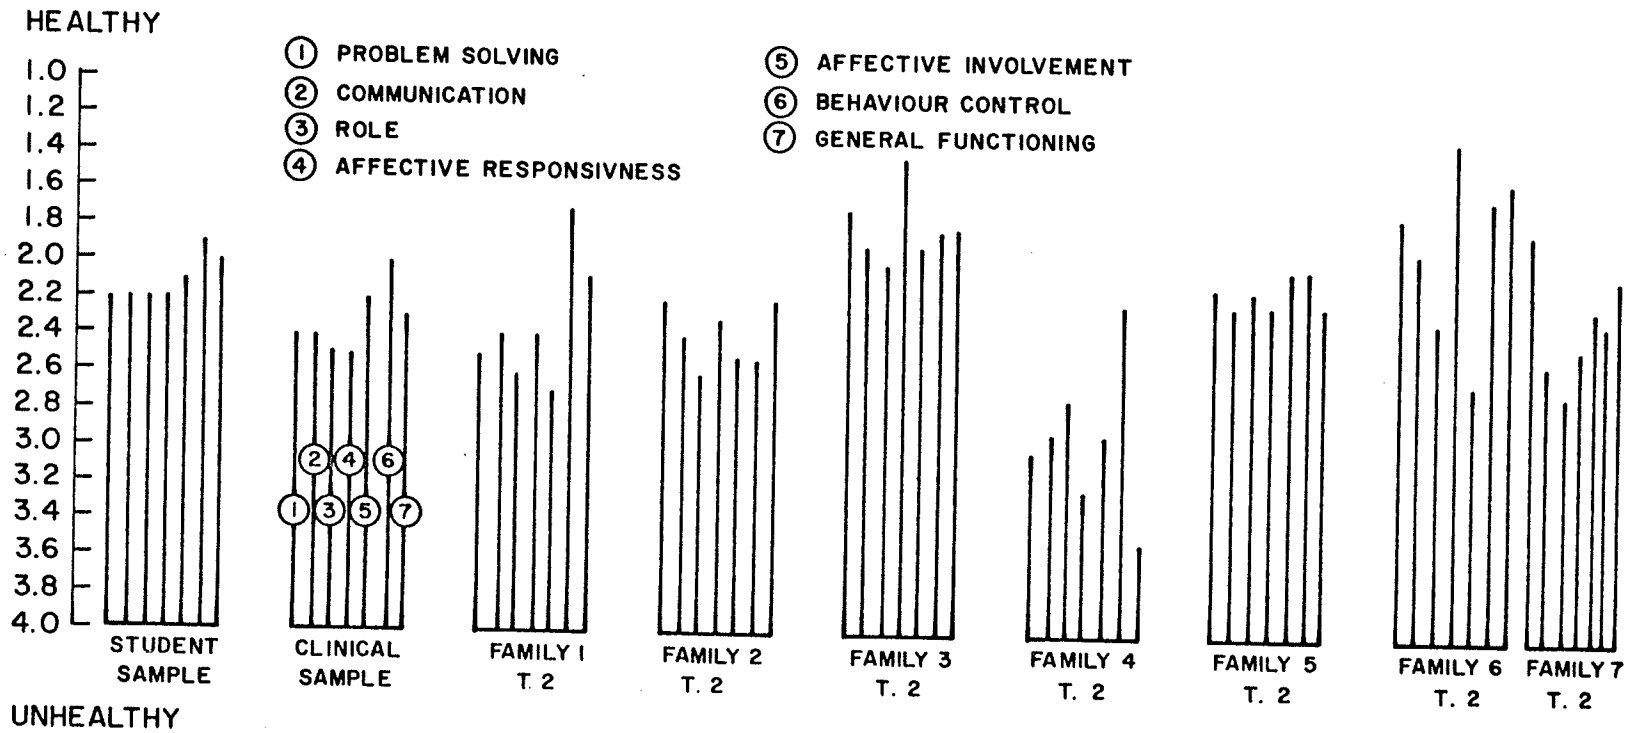 HEALTHY
① PROBLEM SOLVING
② COMMUNICATION
③ ROLE
④ AFFECTIVE RESPONSIVNESS
⑤ AFFECTIVE INVOLVEMENT
⑥ BEHAVIOUR CONTROL
⑦ GENERAL FUNCTIONING
1.0
1.2
1.4
1.6
1.8
2.0
2.2
2.4
2.6
2.8
3.0
3.2
3.4
3.6
3.8
4.0
② ④ ⑥
① ③ ⑤ ⑦
STUDENT
SAMPLE
CLINICAL
SAMPLE
FAMILY 1
T. 2
FAMILY 2
T. 2
FAMILY 3
T. 2
FAMILY 4
T. 2
FAMILY 5
T. 2
FAMILY 6
T. 2
FAMILY 7
T. 2
UNHEALTHY